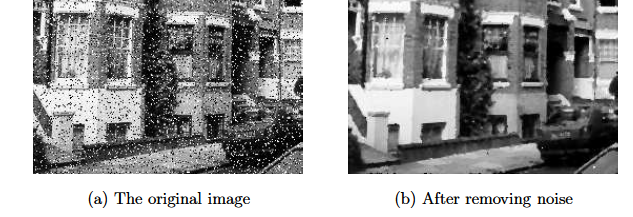 (a) The original image
(b) After removing noise